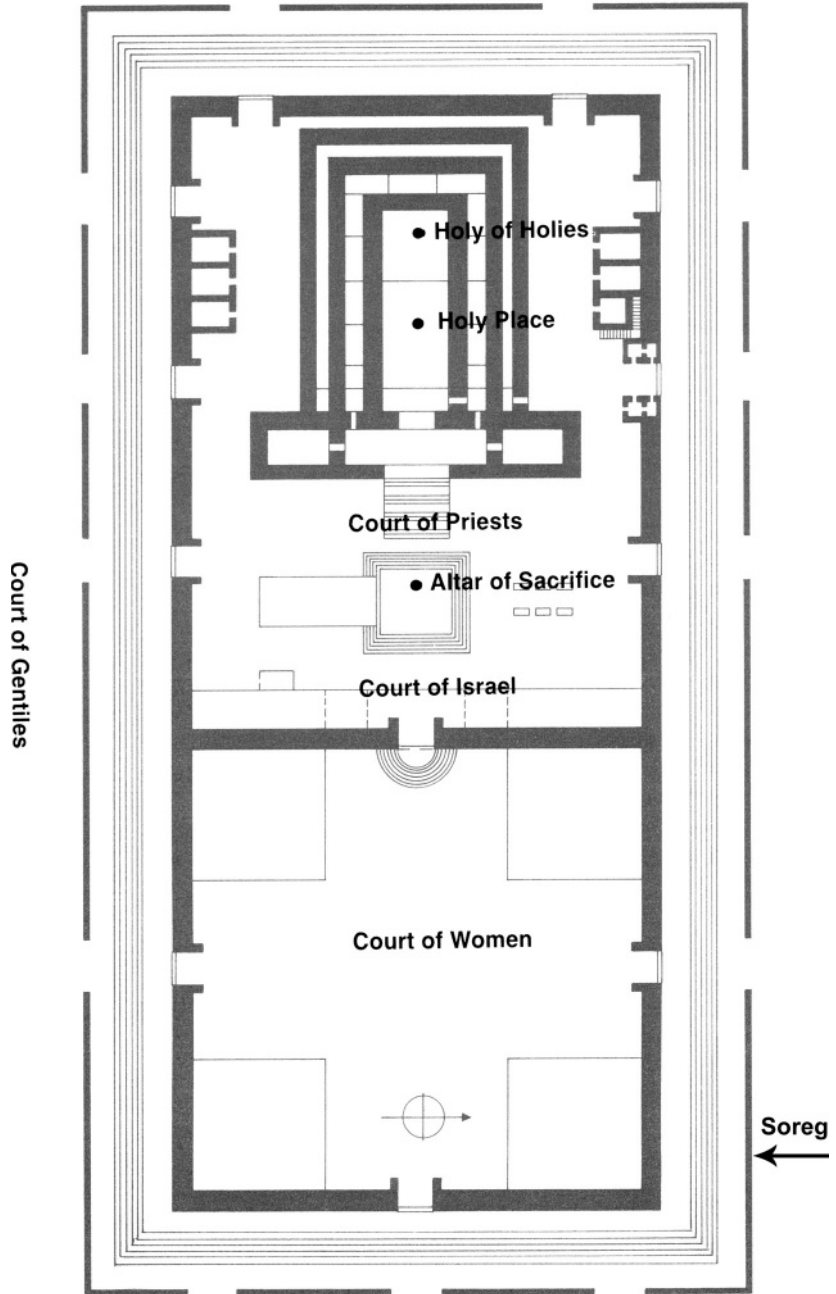 Holy of Holies
Holy Place
Court of Priests
Altar of Sacrifice
Court of Gentiles
Court of Israel
Court of Women
Soreg